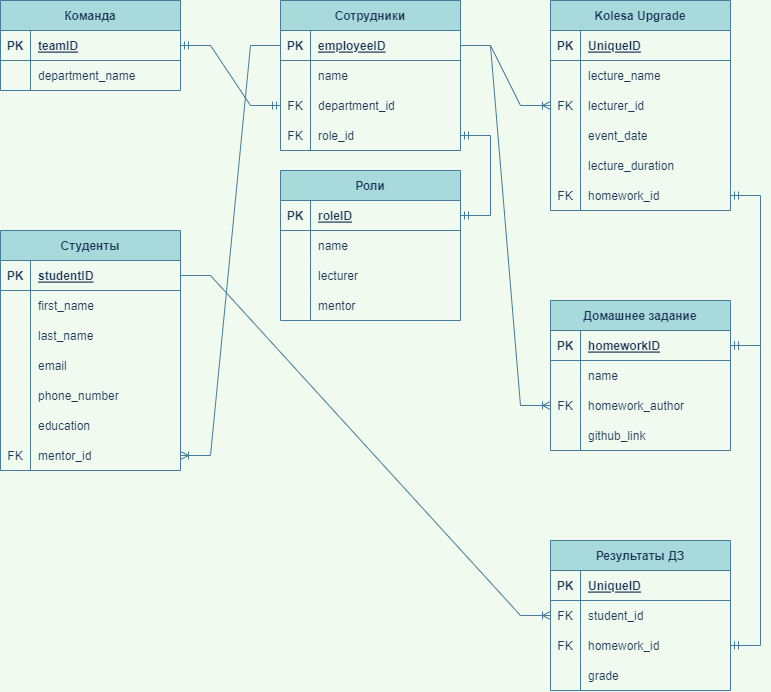 Команда
PK teamID
department_name
Сотрудники
PK employeeID
name
FK department_id
FK role_id
Роли
PK roleID
name
lecturer
mentor
Kolesa Upgrade
PK UniqueID
lecture_name
FK lecturer_id
event_date
lecture_duration
FK homework_id
Студенты
PK studentID
first_name
last_name
email
phone_number
education
FK mentor_id
Домашнее задание
PK homeworkID
name
FK homework_author
github_link
Результаты ДЗ
PK UniqueID
FK student_id
FK homework_id
grade